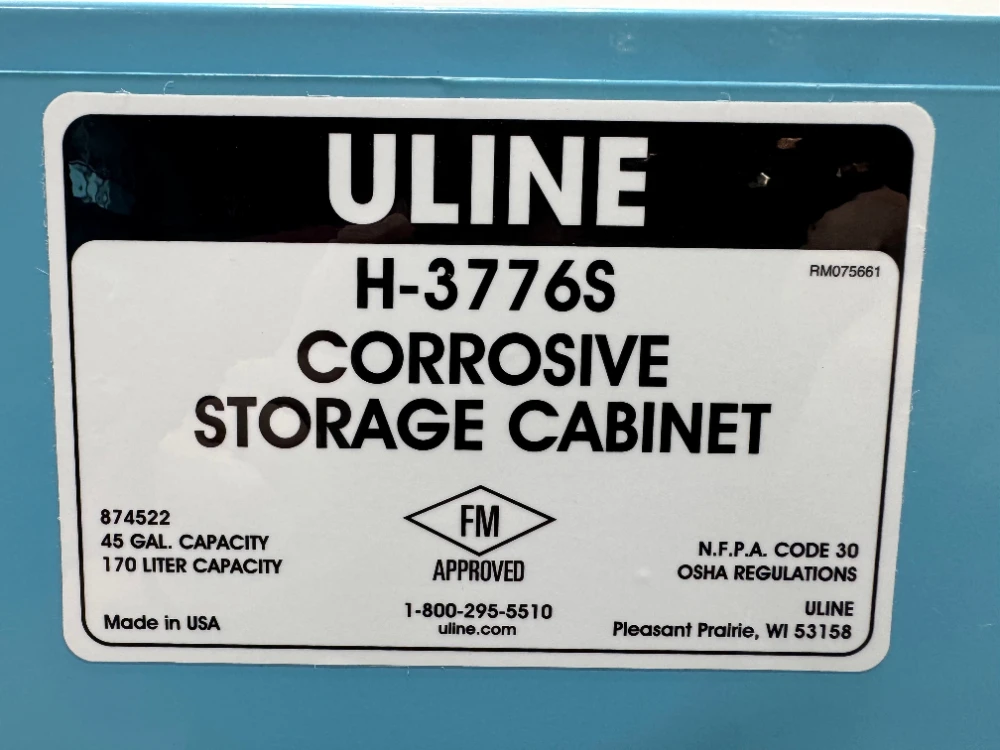 ULINE
H-3776S
RM075661
CORROSIVE
STORAGE CABINET
874522
45 GAL. CAPACITY
170 LITER CAPACITY
Made in USA
FM
APPROVED
1-800-295-5510
uline.com
N.F.P.A. CODE 30
OSHA REGULATIONS
ULINE
Pleasant Prairie, WI 53158